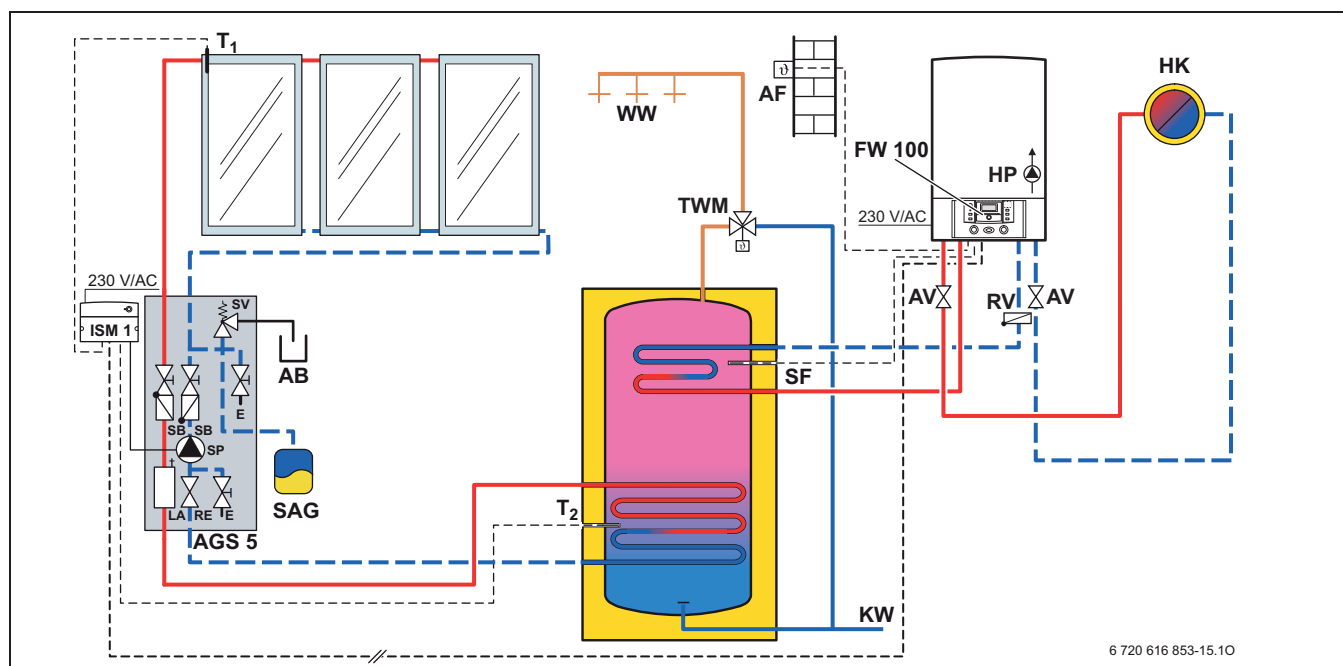 T1
ϑ
AF
HK
WW
FW 100
HP
TWM
230 V/AC
ϑ
230 V/AC
ISM 1
SV
AB
AV
RV
AV
SF
E
SB
SB
SP
SAG
LA
RE
E
T2
AGS 5
KW
6 720 616 853-15.1O